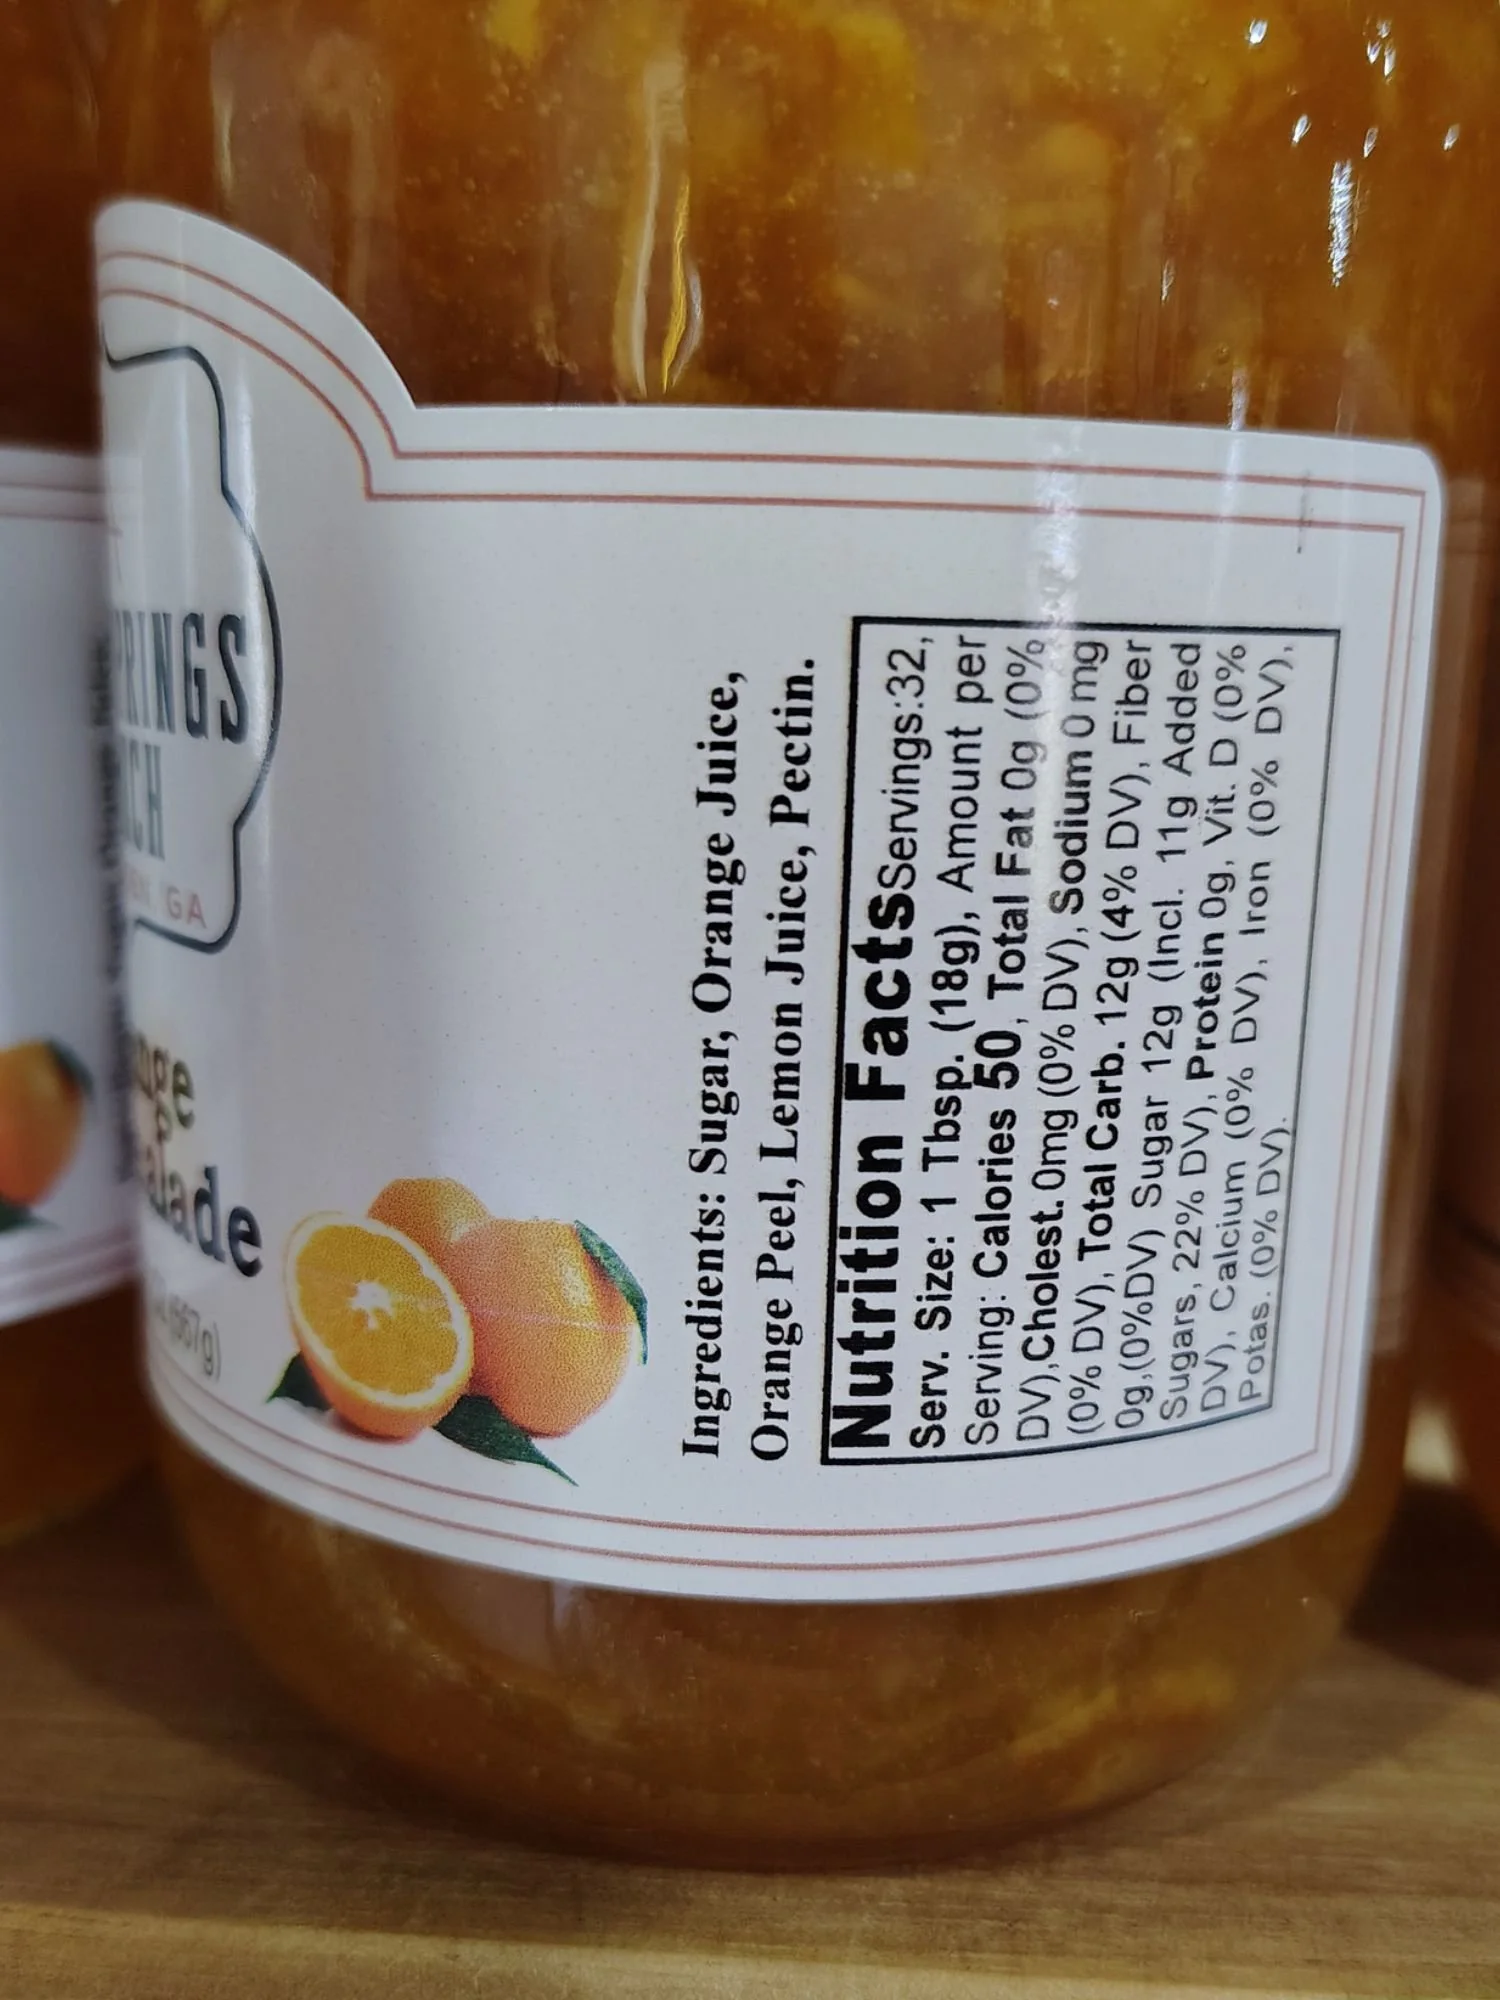 GS
CH
GA
(567g)
Ingredients: Sugar, Orange Juice,
Orange Peel, Lemon Juice, Pectin.
Nutrition Facts Servings:32,
Serv. Size: 1 Tbsp. (18g), Amount per
Serving: Calories 50, Total Fat 0g (0%
DV),Cholest.0mg (0% DV), Sodium 0 mg
(0% DV), Total Carb. 12g (4% DV), Fiber
0g,(0%DV) Sugar 12g (Incl. 11g Added
Sugars, 22% DV), Protein 0g, Vit. D (0%
DV), Calcium (0% DV), Iron (0% DV),
Potas. (0% DV).